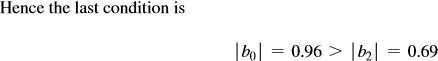 Hence the last condition is
|b₀| = 0.96 > |b₂| = 0.69